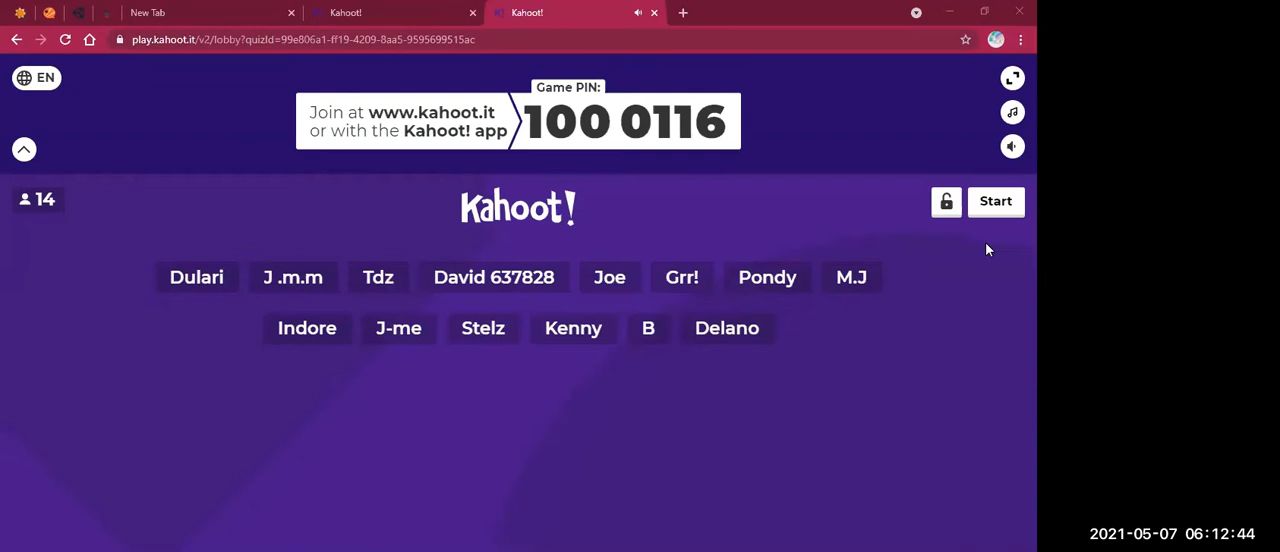 New Tab
Kahoot!
Kahoot!
play.kahoot.it/v2/lobby?quizId=99e806a1-ff19-4209-8aa5-9595699515ac
EN
Game PIN:
Join at www.kahoot.it
or with the Kahoot! app
100 0116
14
Kahoot!
Start
Dulari J .m.m Tdz David 637828 Joe Grr! Pondy M.J
Indore J-me Stelz Kenny B Delano
2021-05-07 06:12:44